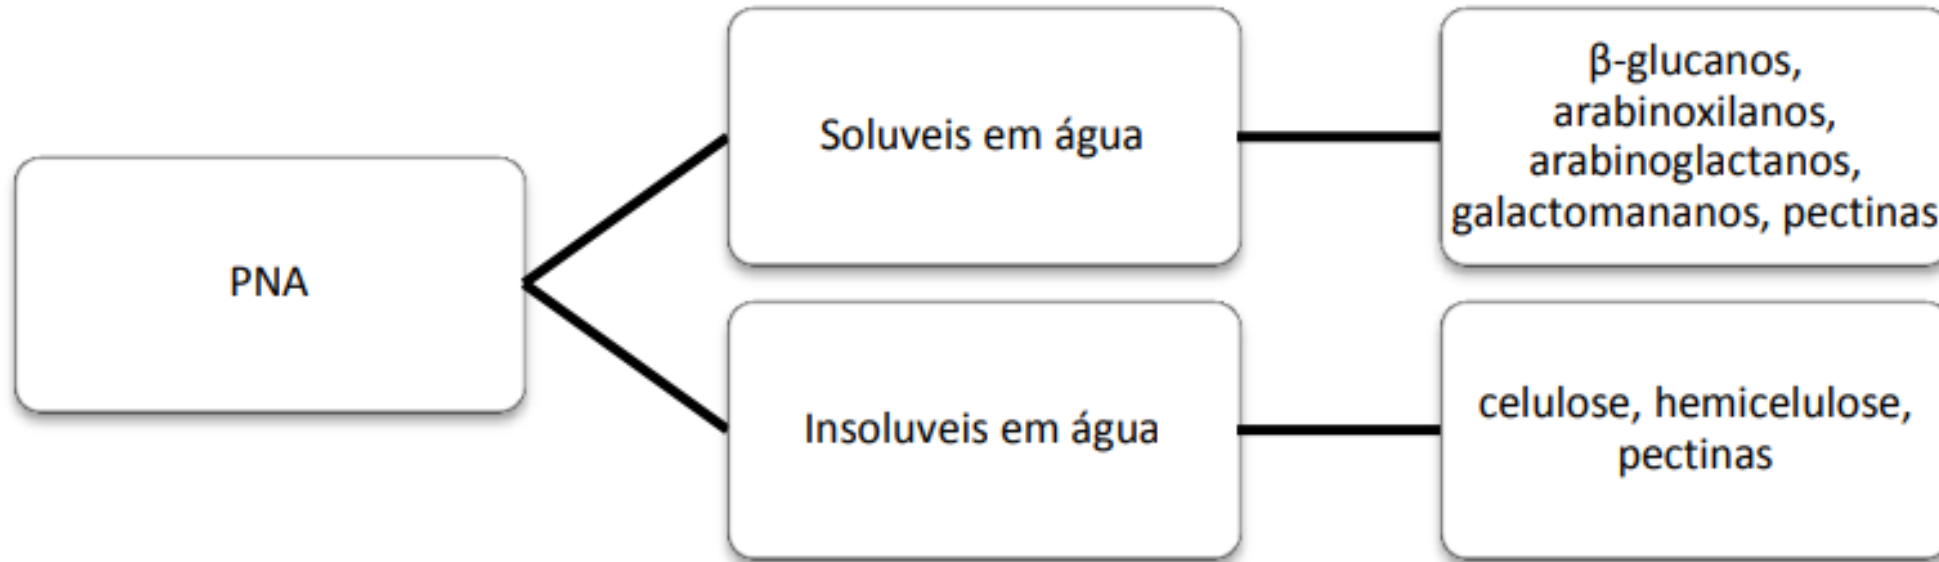 PNA
Soluveis em água
β-glucanos,
arabinoxilanos,
arabinoglactanos,
galactomananos, pectinas
Insoluveis em água
celulose, hemicelulose,
pectinas